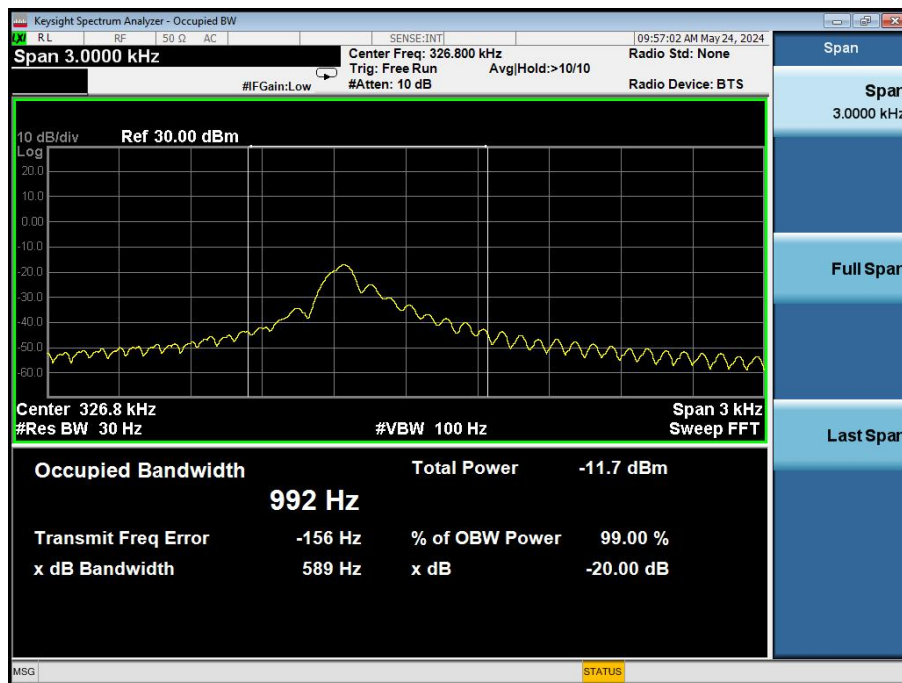 Keysight Spectrum Analyzer - Occupied BW
LXI RL RF 50 Ω AC SENSE:INT 09:57:02 AM May 24, 2024
Span 3.0000 kHz
Center Freq: 326.800 kHz Radio Std: None
Trig: Free Run Avg|Hold:>10/10
#IFGain:Low #Atten: 10 dB Radio Device: BTS
10 dB/div Ref 30.00 dBm
Log
20.0
10.0
0.00
-10.0
-20.0
-30.0
-40.0
-50.0
-60.0
Center 326.8 kHz Span 3 kHz
#Res BW 30 Hz #VBW 100 Hz Sweep FFT
Occupied Bandwidth Total Power -11.7 dBm
992 Hz
Transmit Freq Error -156 Hz % of OBW Power 99.00 %
x dB Bandwidth 589 Hz x dB -20.00 dB
MSG STATUS
Span
Span
3.0000 kHz
Full Span
Last Span